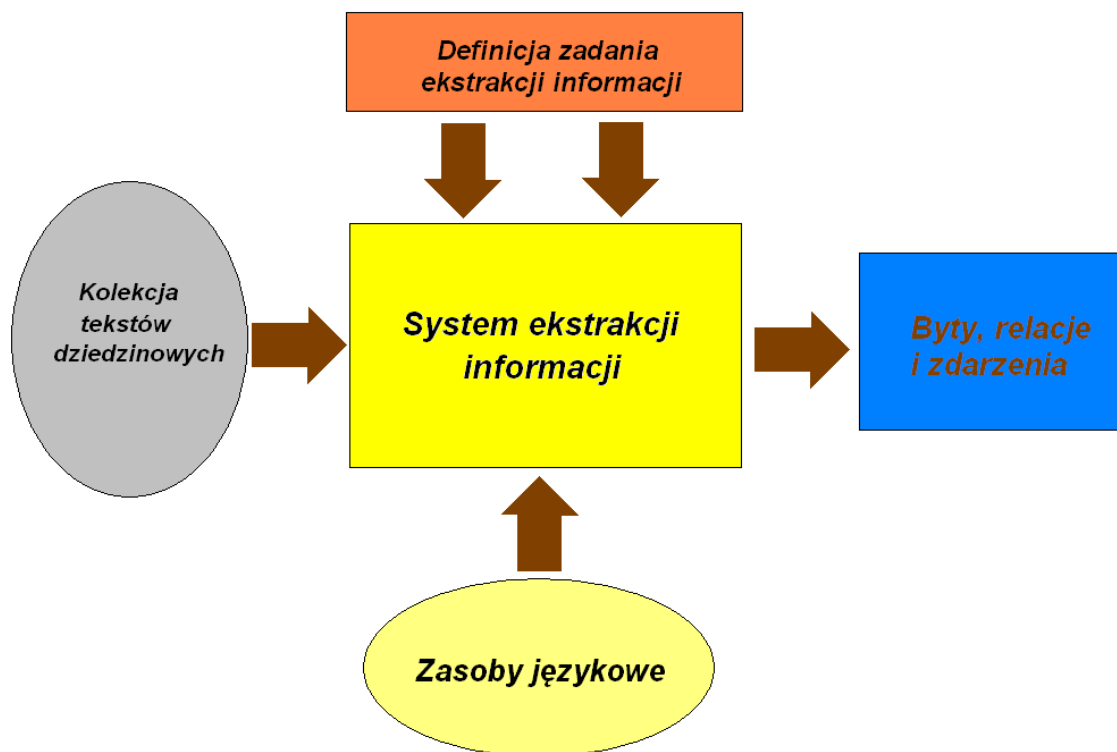 Definicja zadania
ekstrakcji informacji
Kolekcja
tekstów
dziedzinowych
System ekstrakcji
informacji
Byty, relacje
i zdarzenia
Zasoby językowe